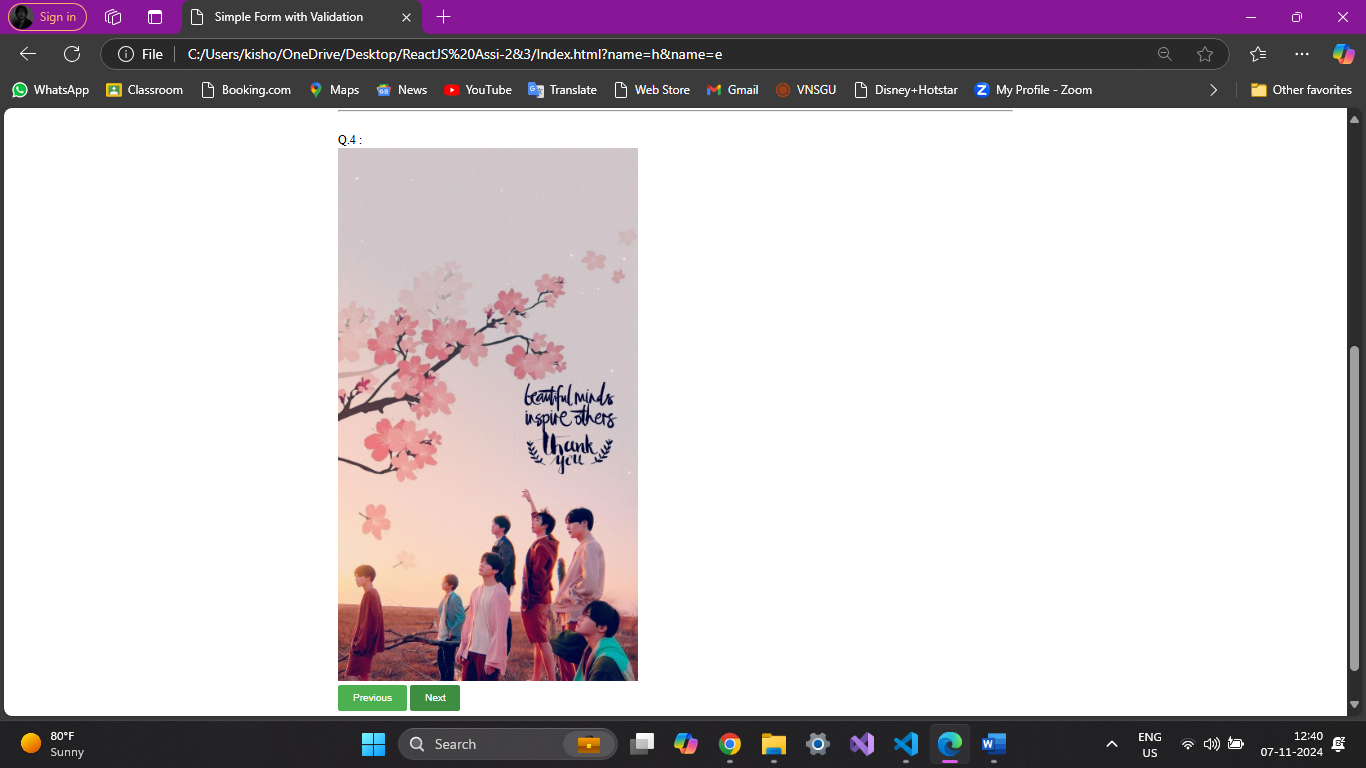 Sign in
Simple Form with Validation
File
C:/Users/kisho/OneDrive/Desktop/ReactJS%20Assi-2&3/Index.html?name=h&name=e
WhatsApp
Classroom
Booking.com
Maps
News
YouTube
Translate
Web Store
Gmail
VNSGU
Disney+Hotstar
My Profile - Zoom
Other favorites
Q.4 :
beautiful minds
inspire others
thank
you
Previous
Next
80°F
Sunny
Search
ENG
US
12:40
07-11-2024